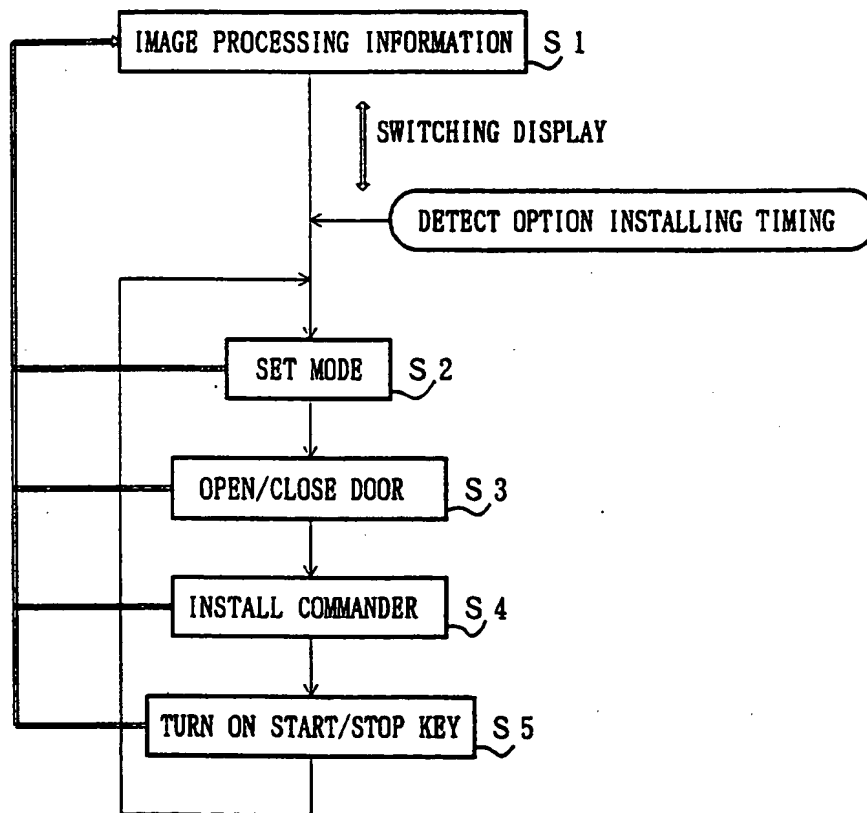 IMAGE PROCESSING INFORMATION S 1
SWITCHING DISPLAY
DETECT OPTION INSTALLING TIMING
SET MODE S 2
OPEN/CLOSE DOOR S 3
INSTALL COMMANDER S 4
TURN ON START/STOP KEY S 5